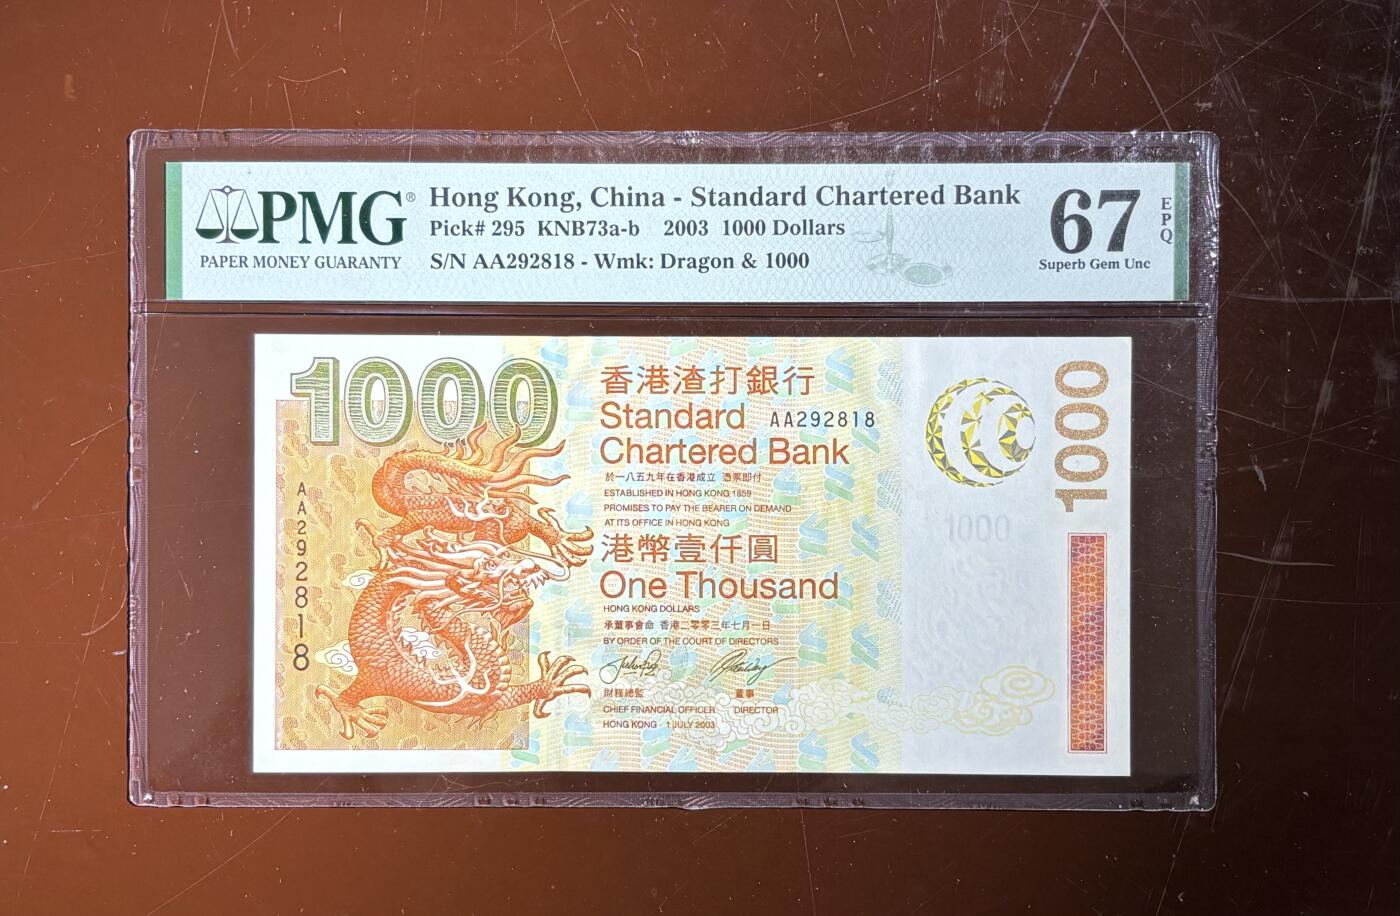 PMG®
PAPER MONEY GUARANTY
Hong Kong, China - Standard Chartered Bank
Pick# 295 KNB73a-b 2003 1000 Dollars
S/N AA292818 - Wmk: Dragon & 1000
67
EPQ
Superb Gem Unc
1000
香港渣打銀行
Standard AA292818
Chartered Bank
於一八五九年在香港成立 憑票即付
ESTABLISHED IN HONG KONG 1859
PROMISES TO PAY THE BEARER ON DEMAND
AT ITS OFFICE IN HONG KONG
港幣壹仟圓
One Thousand
HONG KONG DOLLARS
承董事會命 香港二零零三年七月一日
BY ORDER OF THE COURT OF DIRECTORS
財務總監 董事
CHIEF FINANCIAL OFFICER DIRECTOR
HONG KONG 1 JULY 2003
AA292818
1000
1000